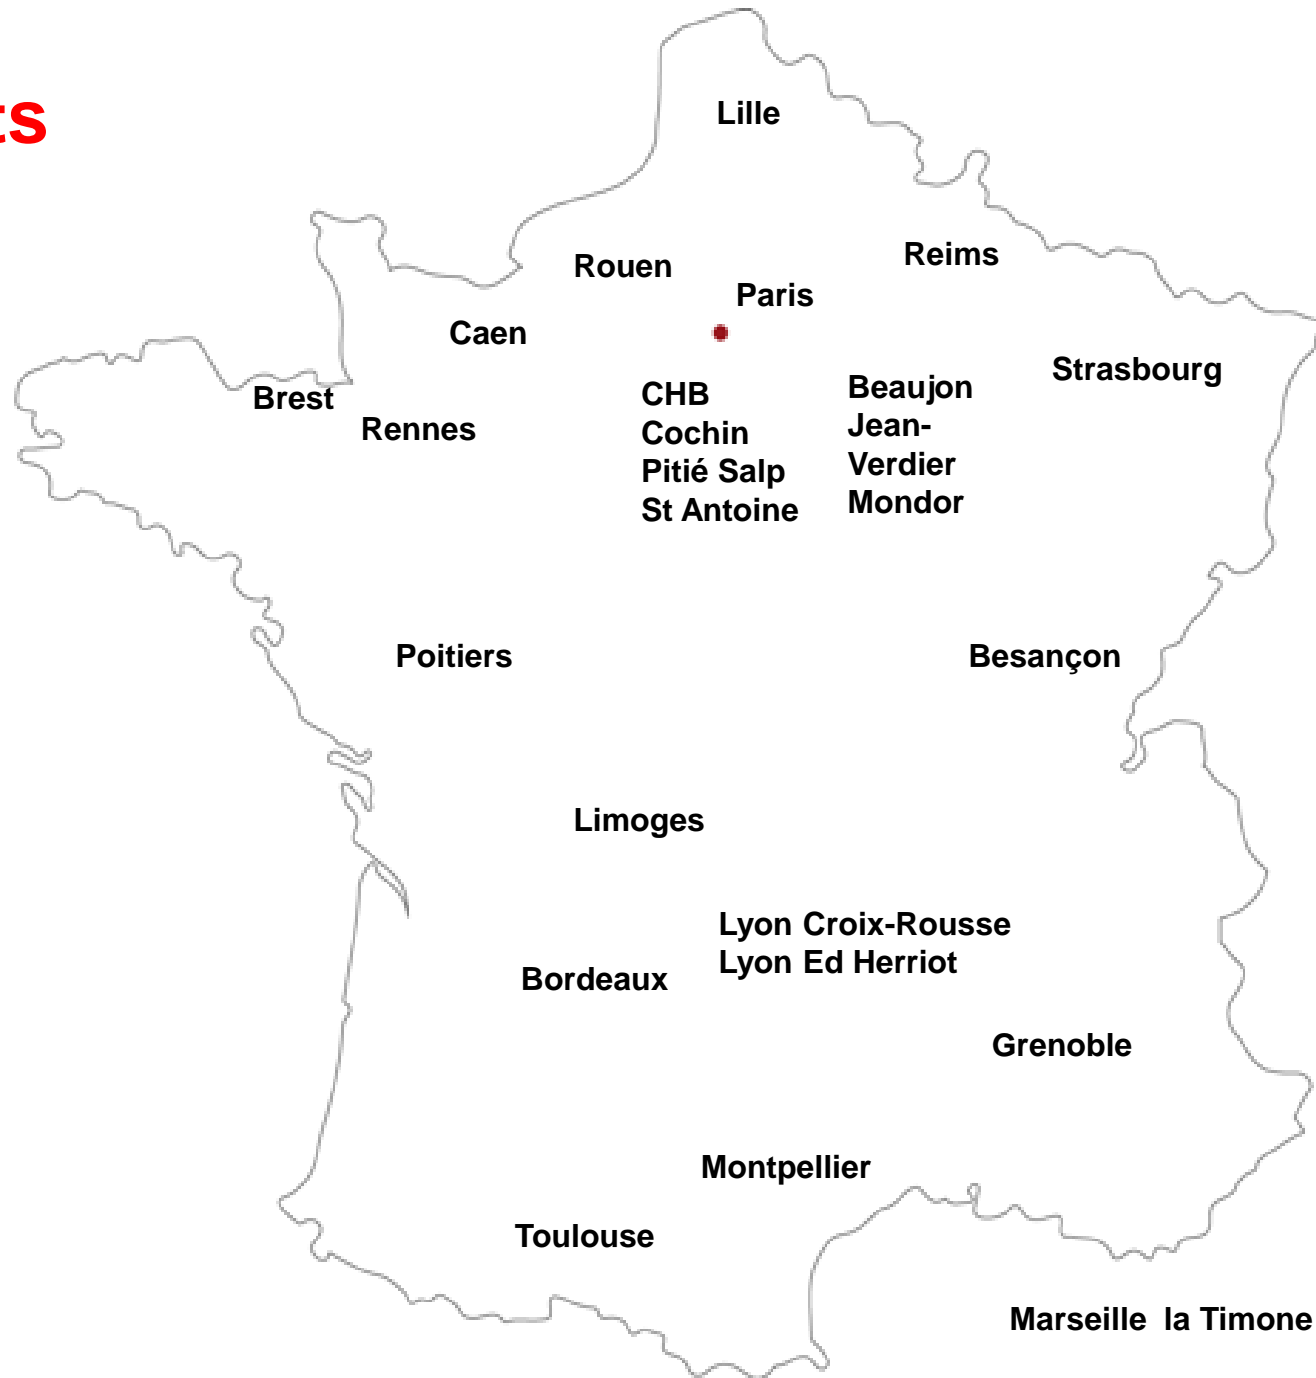 ts
Lille
Reims
Rouen
Paris
Caen
Strasbourg
Brest
Rennes
CHB
Cochin
Pitié Salp
St Antoine
Beaujon
Jean-
Verdier
Mondor
Poitiers
Besançon
Limoges
Lyon Croix-Rousse
Lyon Ed Herriot
Bordeaux
Grenoble
Montpellier
Toulouse
Marseille la Timone